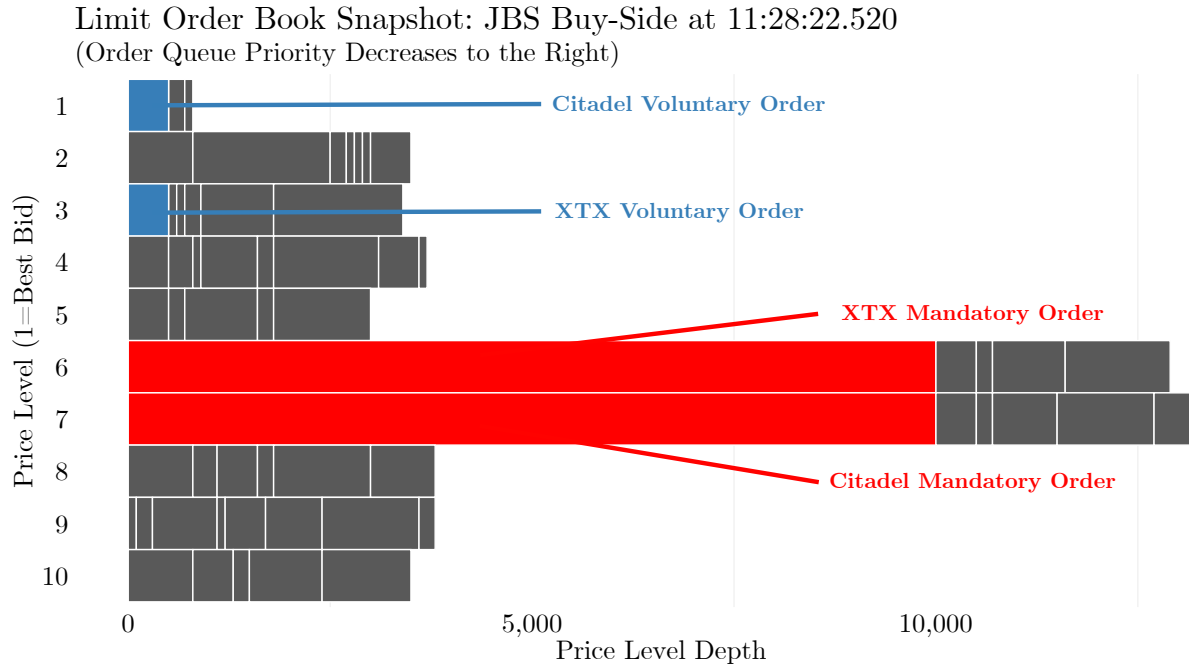 Limit Order Book Snapshot: JBS Buy-Side at 11:28:22.520
(Order Queue Priority Decreases to the Right)
Price Level (1=Best Bid)
1
Citadel Voluntary Order
2
3
XTX Voluntary Order
4
5
XTX Mandatory Order
6
7
8
Citadel Mandatory Order
9
10
0
5,000
10,000
Price Level Depth